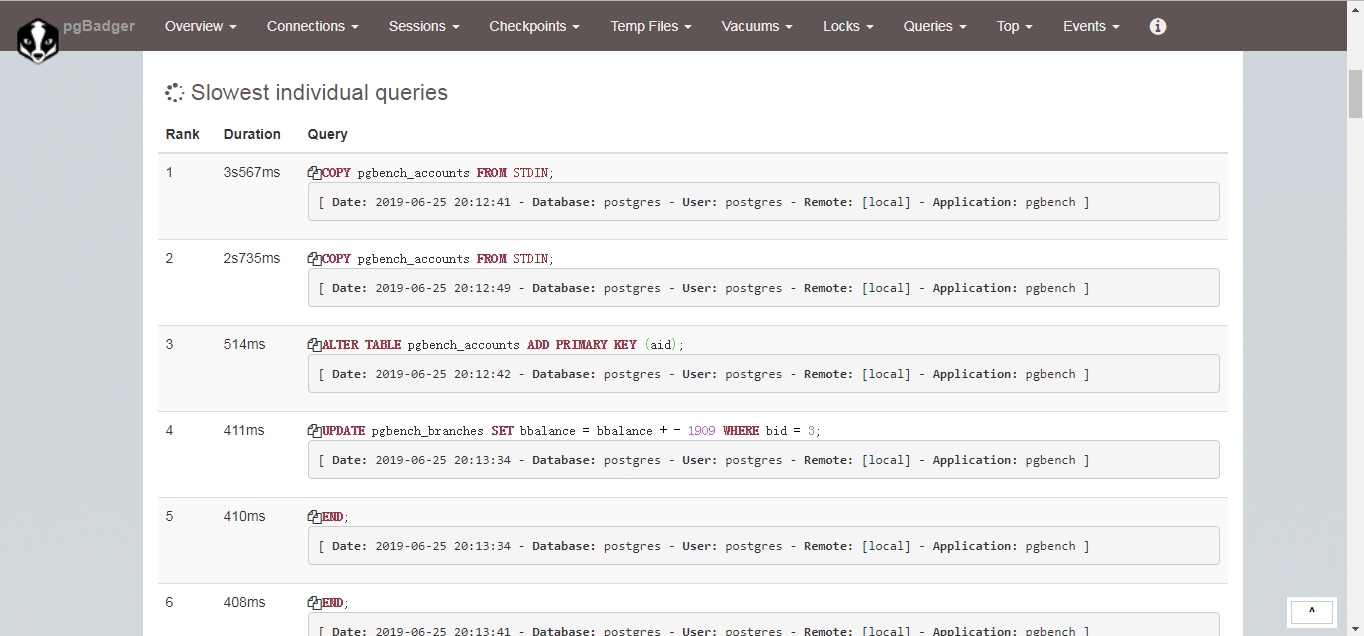 pgBadger Overview Connections Sessions Checkpoints Temp Files Vacuums Locks Queries Top Events
Slowest individual queries
Rank Duration Query
1 3s567ms COPY pgbench_accounts FROM STDIN;
[ Date: 2019-06-25 20:12:41 - Database: postgres - User: postgres - Remote: [local] - Application: pgbench ]
2 2s735ms COPY pgbench_accounts FROM STDIN;
[ Date: 2019-06-25 20:12:49 - Database: postgres - User: postgres - Remote: [local] - Application: pgbench ]
3 514ms ALTER TABLE pgbench_accounts ADD PRIMARY KEY (aid);
[ Date: 2019-06-25 20:12:42 - Database: postgres - User: postgres - Remote: [local] - Application: pgbench ]
4 411ms UPDATE pgbench_branches SET bbalance = bbalance + - 1909 WHERE bid = 3;
[ Date: 2019-06-25 20:13:34 - Database: postgres - User: postgres - Remote: [local] - Application: pgbench ]
5 410ms END;
[ Date: 2019-06-25 20:13:34 - Database: postgres - User: postgres - Remote: [local] - Application: pgbench ]
6 408ms END;
[ Date: 2019-06-25 20:13:41 - Database: postgres - User: postgres - Remote: [local] - Application: pgbench ]
^